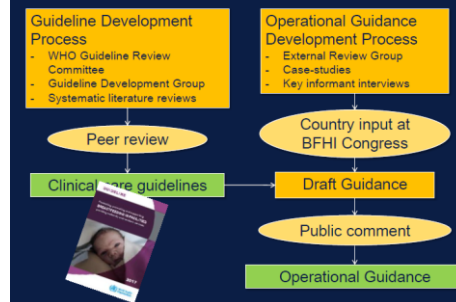 Guideline Development
Process
- WHO Guideline Review
Committee
- Guideline Development Group
- Systematic literature reviews
Peer review
Clinical care guidelines
Operational Guidance
Development Process
- External Review Group
- Case-studies
- Key informant interviews
Country input at
BFHI Congress
Draft Guidance
Public comment
Operational Guidance